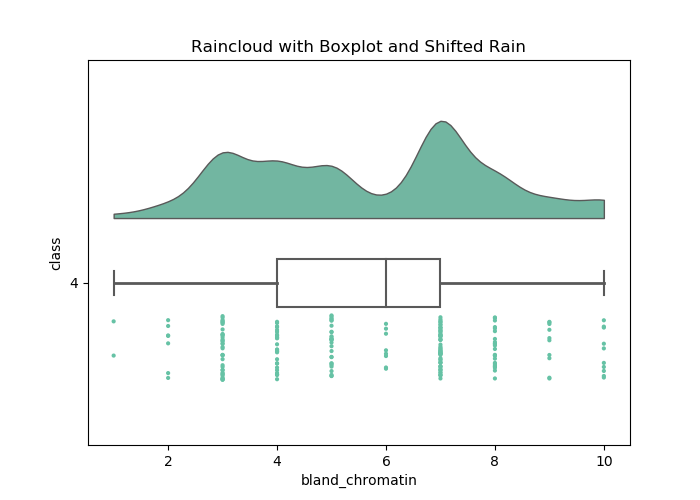 Raincloud with Boxplot and Shifted Rain
class
4
2 4 6 8 10
bland_chromatin